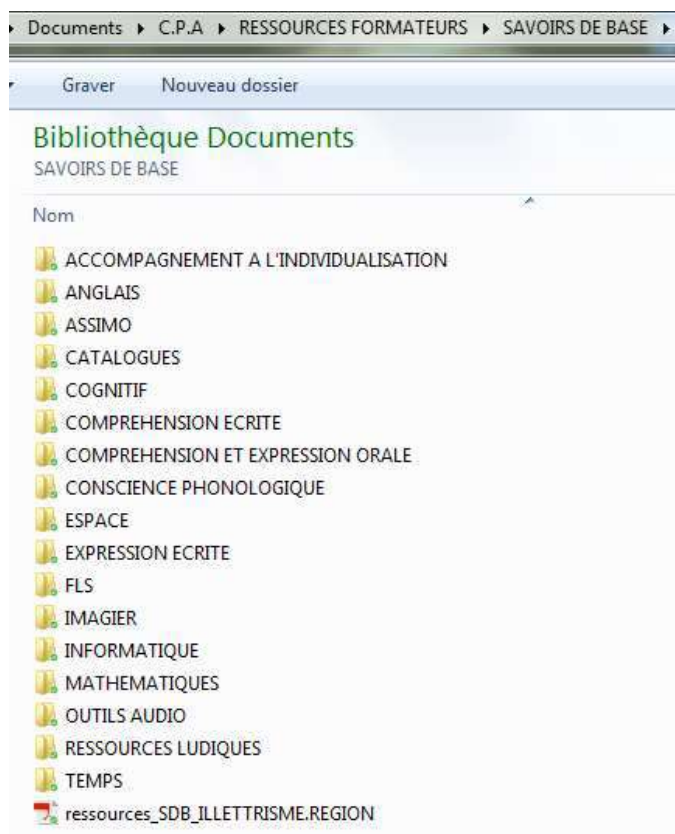 Documents ▸ C.P.A ▸ RESSOURCES FORMATEURS ▸ SAVOIRS DE BASE ▸
Graver Nouveau dossier
Bibliothèque Documents
SAVOIRS DE BASE
Nom
ACCOMPAGNEMENT A L'INDIVIDUALISATION
ANGLAIS
ASSIMO
CATALOGUES
COGNITIF
COMPREHENSION ECRITE
COMPREHENSION ET EXPRESSION ORALE
CONSCIENCE PHONOLOGIQUE
ESPACE
EXPRESSION ECRITE
FLS
IMAGIER
INFORMATIQUE
MATHEMATIQUES
OUTILS AUDIO
RESSOURCES LUDIQUES
TEMPS
ressources_SDB_ILLETTRISME.REGION